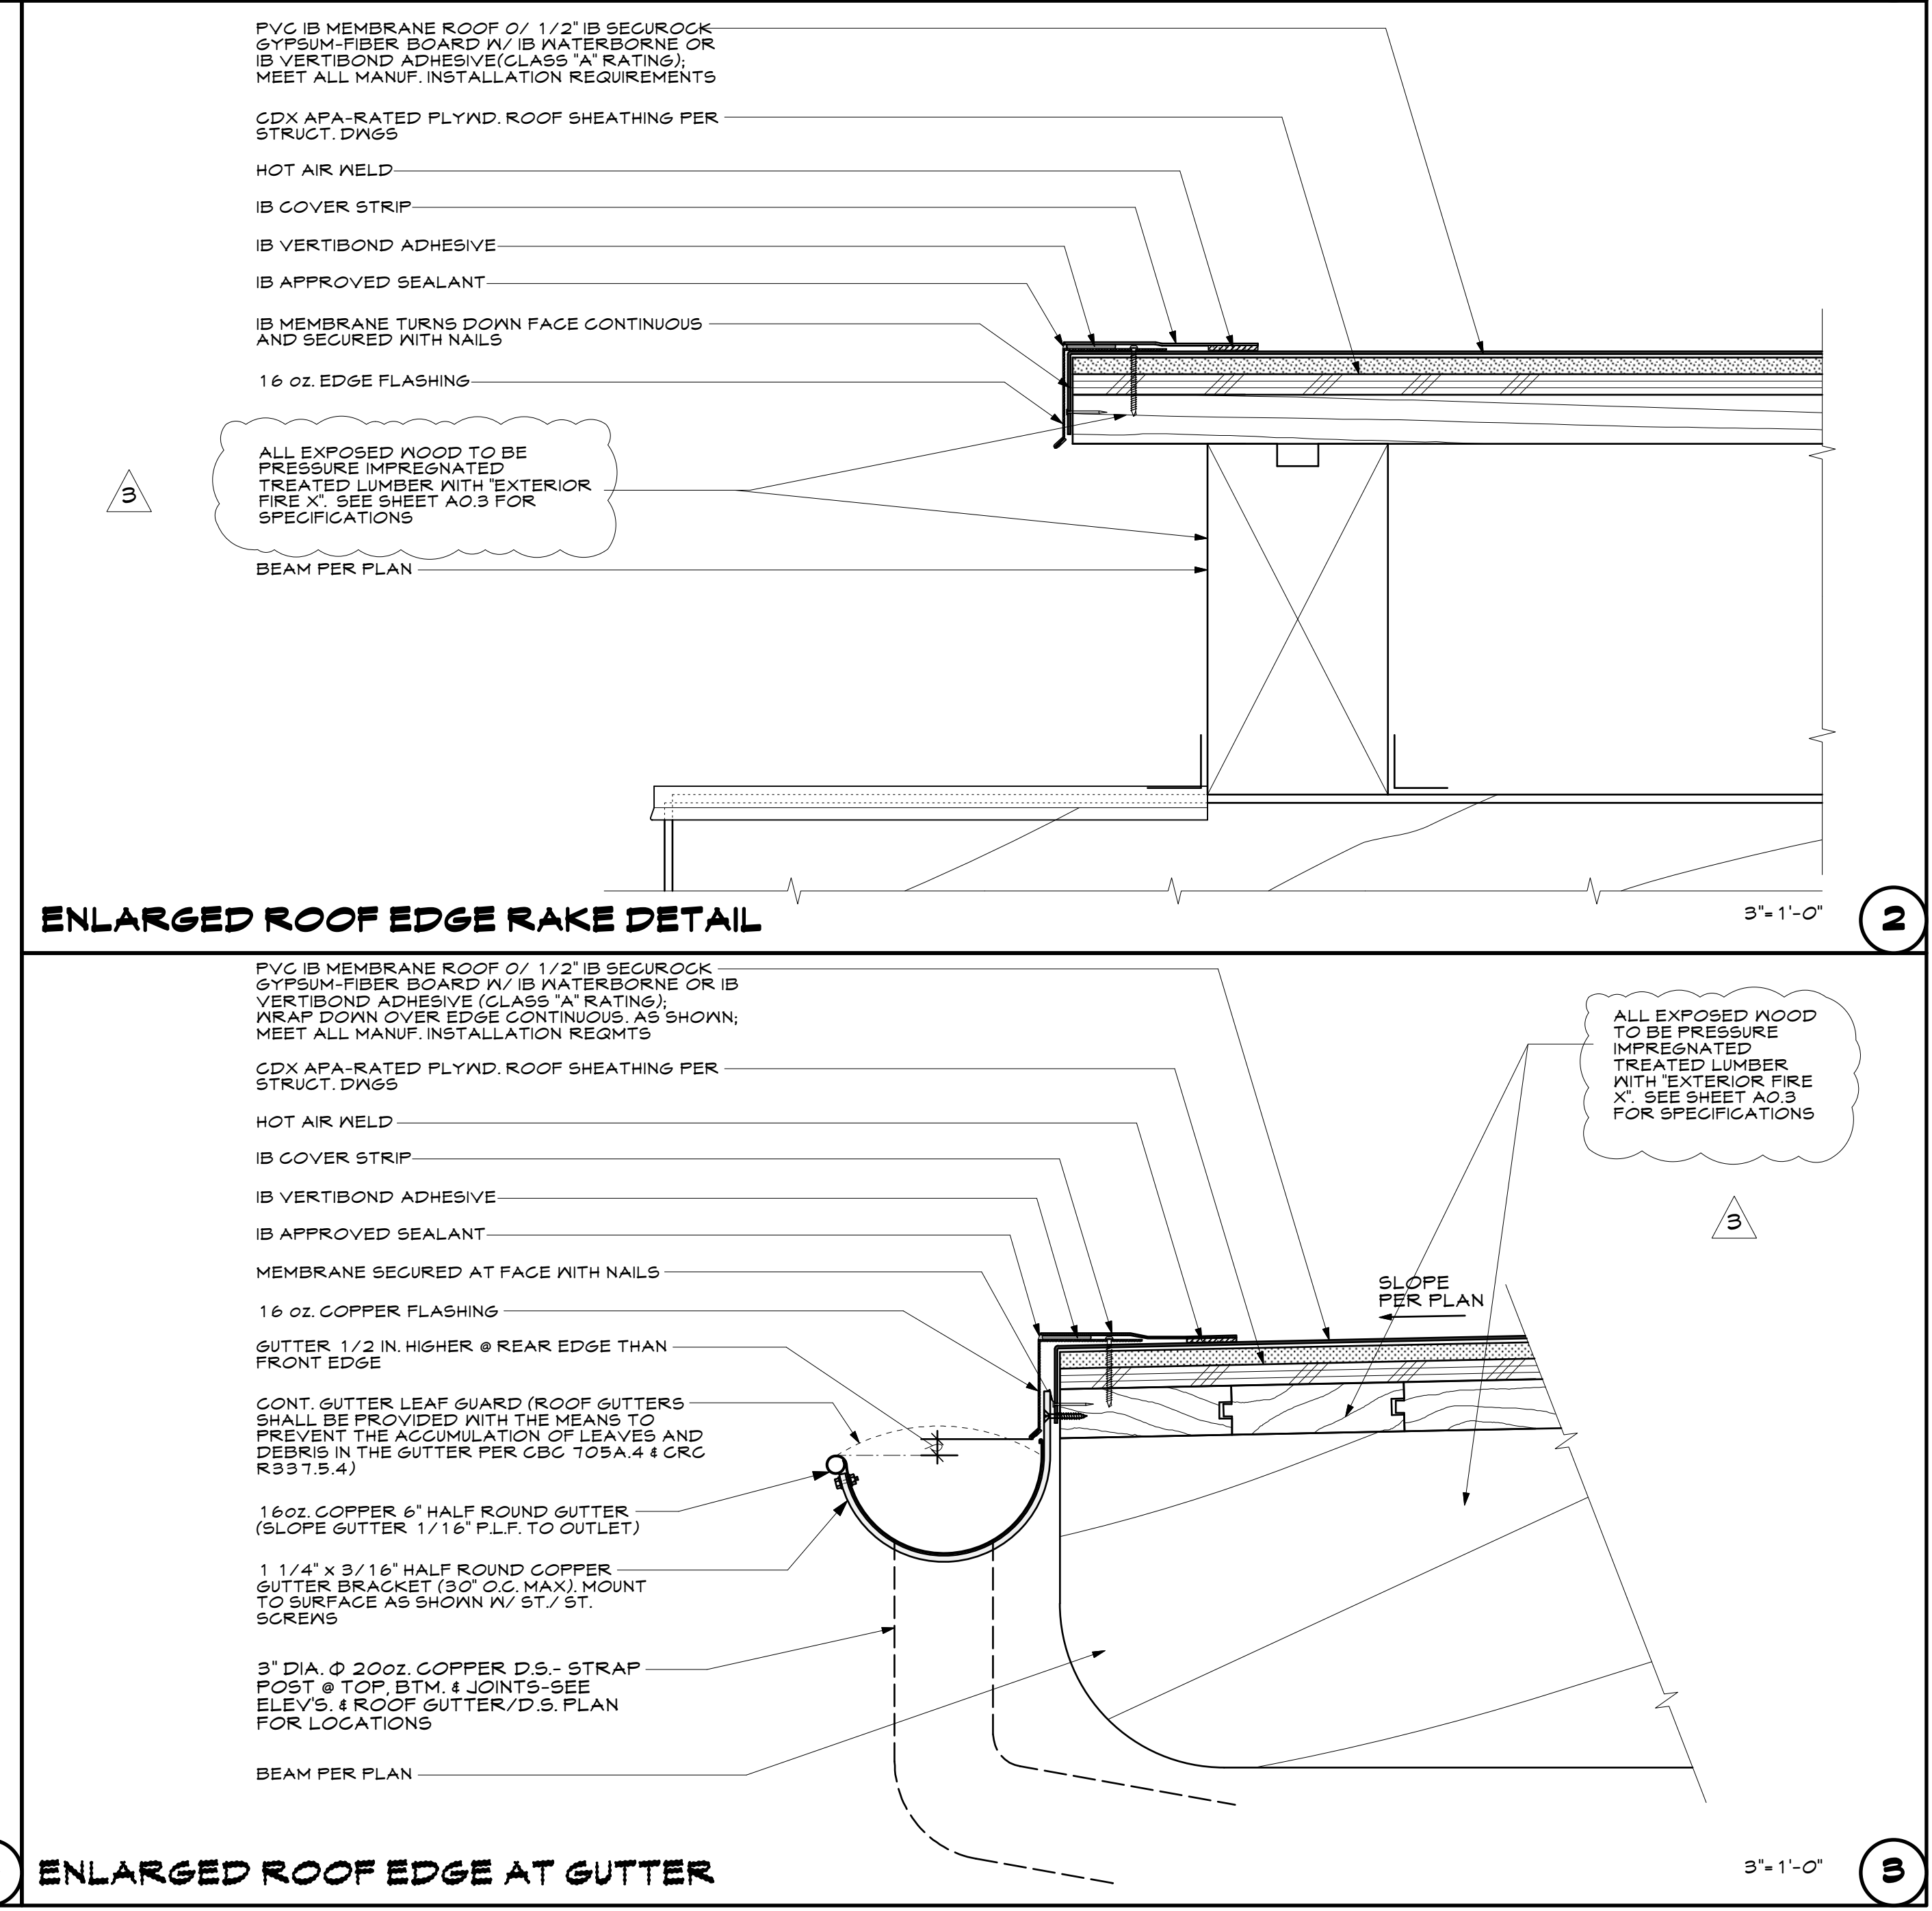 PVC IB MEMBRANE ROOF O/ 1/2" IB SECUROCK
GYPSUM-FIBER BOARD W/ IB WATERBORNE OR
IB VERTIBOND ADHESIVE(CLASS "A" RATING);
MEET ALL MANUF. INSTALLATION REQUIREMENTS
CDX APA-RATED PLYWD. ROOF SHEATHING PER
STRUCT. DWGS
HOT AIR WELD
IB COVER STRIP
IB VERTIBOND ADHESIVE
IB APPROVED SEALANT
IB MEMBRANE TURNS DOWN FACE CONTINUOUS
AND SECURED WITH NAILS
16 oz. EDGE FLASHING
ALL EXPOSED WOOD TO BE
PRESSURE IMPREGNATED
TREATED LUMBER WITH "EXTERIOR
FIRE X". SEE SHEET A0.3 FOR
SPECIFICATIONS
3
BEAM PER PLAN
ENLARGED ROOF EDGE RAKE DETAIL
3"= 1'-0"
2
PVC IB MEMBRANE ROOF O/ 1/2" IB SECUROCK
GYPSUM-FIBER BOARD W/ IB WATERBORNE OR IB
VERTIBOND ADHESIVE (CLASS "A" RATING);
WRAP DOWN OVER EDGE CONTINUOUS. AS SHOWN;
MEET ALL MANUF. INSTALLATION REQMTS
CDX APA-RATED PLYWD. ROOF SHEATHING PER
STRUCT. DWGS
HOT AIR WELD
IB COVER STRIP
IB VERTIBOND ADHESIVE
IB APPROVED SEALANT
MEMBRANE SECURED AT FACE WITH NAILS
16 oz. COPPER FLASHING
GUTTER 1/2 IN. HIGHER @ REAR EDGE THAN
FRONT EDGE
CONT. GUTTER LEAF GUARD (ROOF GUTTERS
SHALL BE PROVIDED WITH THE MEANS TO
PREVENT THE ACCUMULATION OF LEAVES AND
DEBRIS IN THE GUTTER PER CBC 705A.4 & CRC
R337.5.4)
16oz. COPPER 6" HALF ROUND GUTTER
(SLOPE GUTTER 1/16" P.L.F. TO OUTLET)
1 1/4" x 3/16" HALF ROUND COPPER
GUTTER BRACKET (30" O.C. MAX). MOUNT
TO SURFACE AS SHOWN W/ ST./ ST.
SCREWS
3" DIA. Φ 20oz. COPPER D.S.- STRAP
POST @ TOP, BTM. & JOINTS-SEE
ELEV'S. & ROOF GUTTER/D.S. PLAN
FOR LOCATIONS
BEAM PER PLAN
ALL EXPOSED WOOD
TO BE PRESSURE
IMPREGNATED
TREATED LUMBER
WITH "EXTERIOR FIRE
X". SEE SHEET A0.3
FOR SPECIFICATIONS
3
SLOPE
PER PLAN
ENLARGED ROOF EDGE AT GUTTER
3"= 1'-0"
3